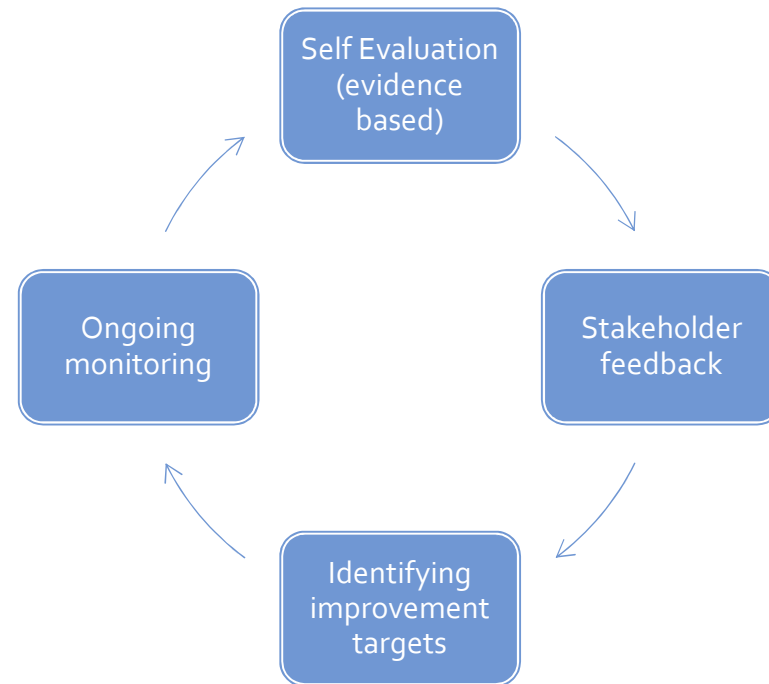 Self Evaluation
(evidence
based)
Ongoing
monitoring
Stakeholder
feedback
Identifying
improvement
targets